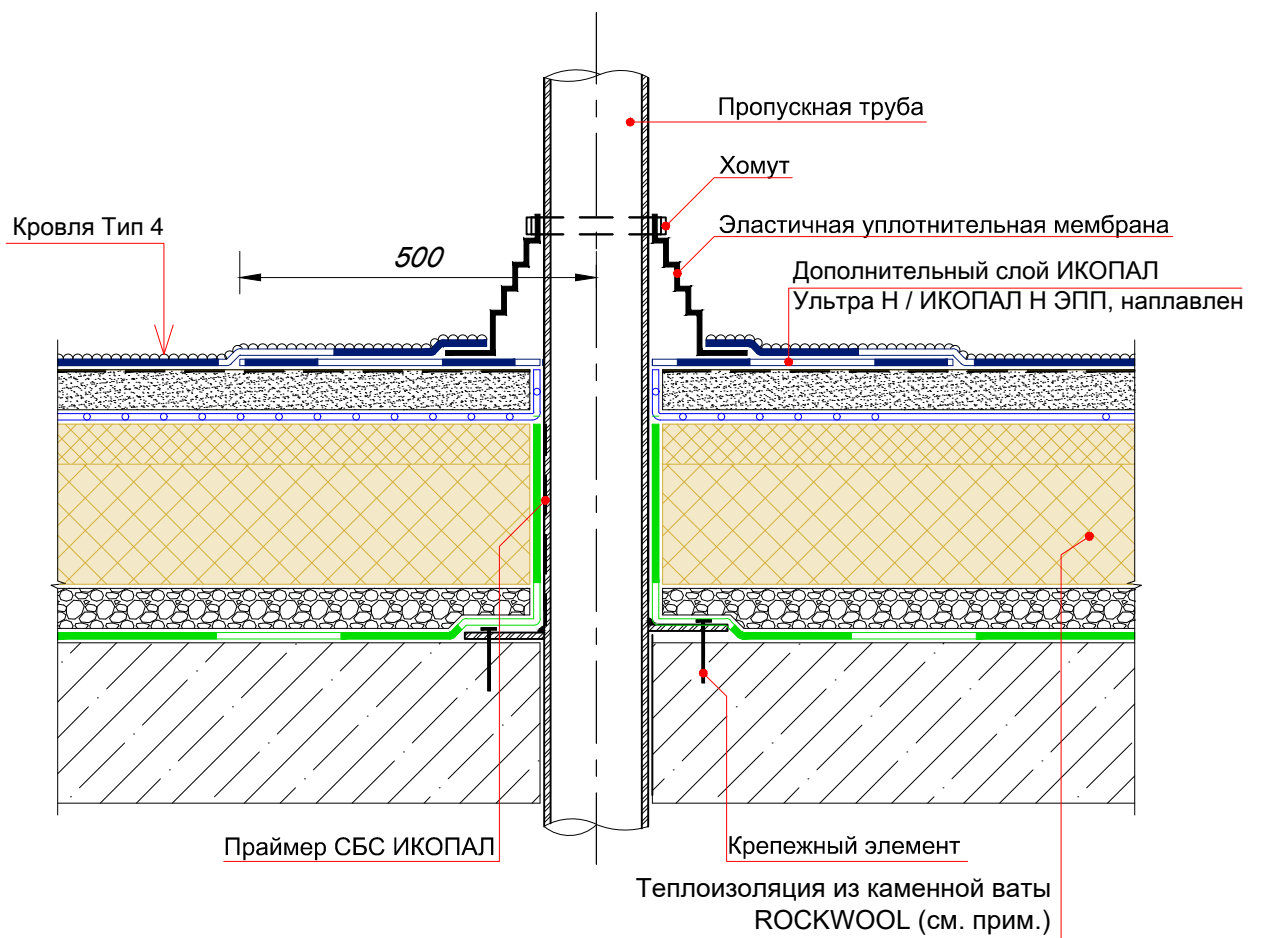 Пропускная труба
Хомут
Кровля Тип 4
Эластичная уплотнительная мембрана
500
Дополнительный слой ИКОПАЛ
Ультра Н / ИКОПАЛ Н ЭПП, наплавлен
Праймер СБС ИКОПАЛ
Крепежный элемент
Теплоизоляция из каменной ваты
ROCKWOOL (см. прим.)